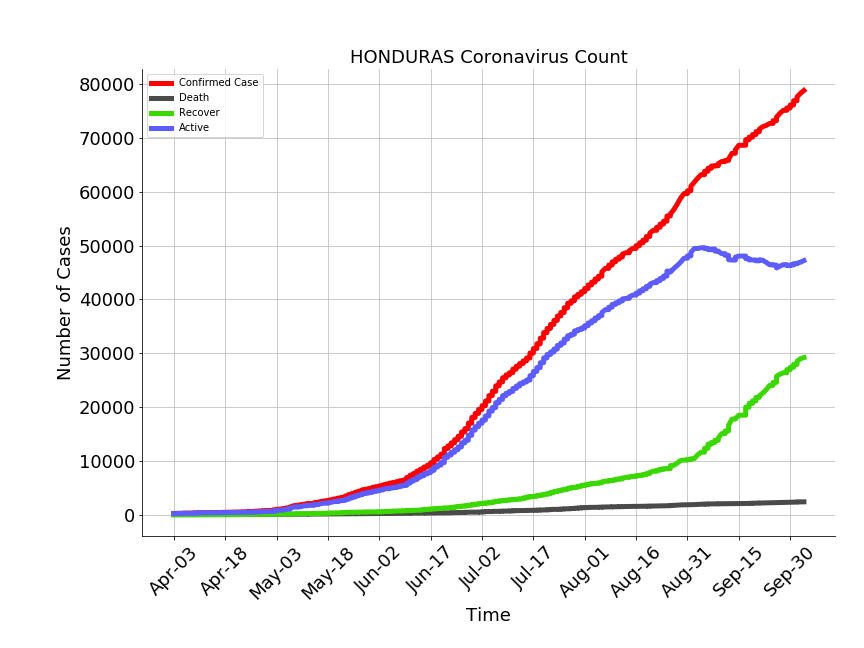 HONDURAS Coronavirus Count
Confirmed Case
Death
Recover
Active
Number of Cases
80000
70000
60000
50000
40000
30000
20000
10000
0
Apr-03 Apr-18 May-03 May-18 Jun-02 Jun-17 Jul-02 Jul-17 Aug-01 Aug-16 Aug-31 Sep-15 Sep-30
Time